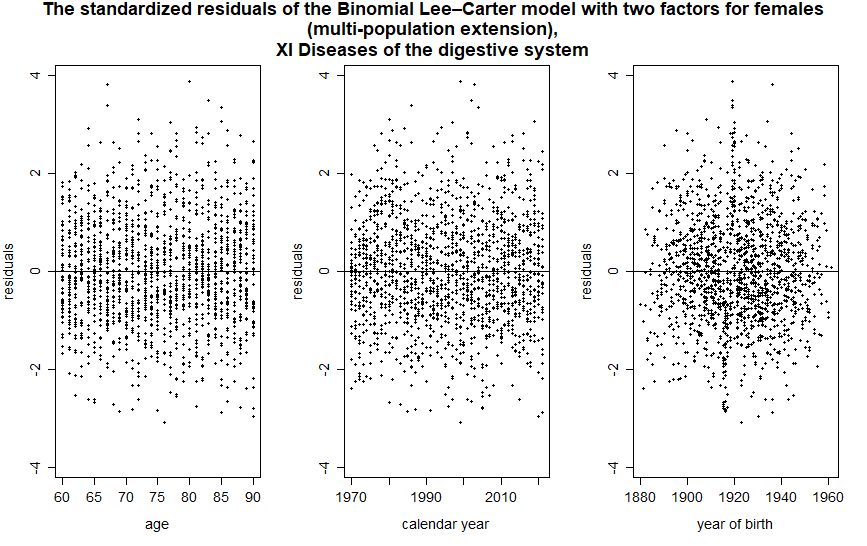 The standardized residuals of the Binomial Lee–Carter model with two factors for females
(multi-population extension),
XI Diseases of the digestive system
residuals
4
2
0
-2
-4
60 65 70 75 80 85 90
age
residuals
4
2
0
-2
-4
1970 1990 2010
calendar year
residuals
4
2
0
-2
-4
1880 1900 1920 1940 1960
year of birth